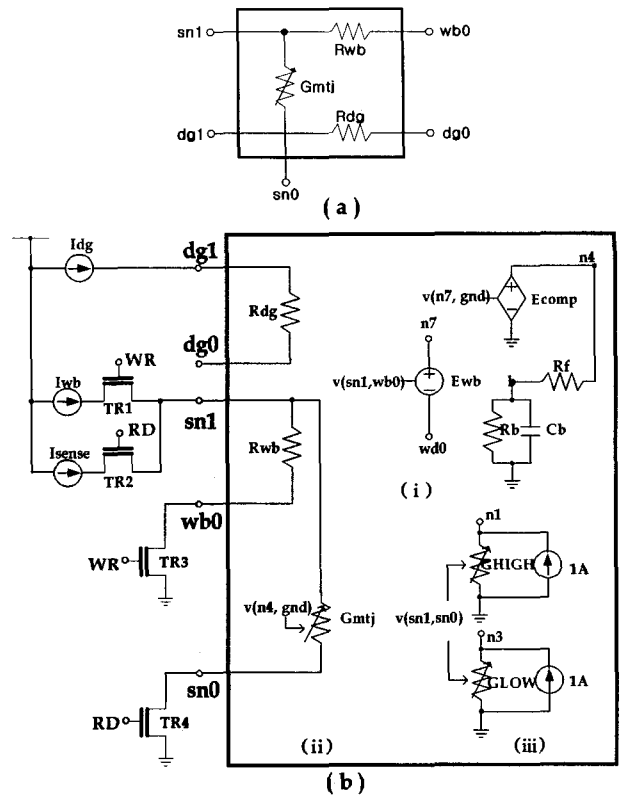 sn1
wb0
Rwb
Gmtj
Rdg
dg1
dg0
sn0
( a )
Idg
dg1
Rdg
dg0
WR
Iwb
TR1
RD
sn1
Isense
TR2
Rwb
wb0
WR
TR3
v(n4, gnd)
Gmtj
sn0
RD
TR4
(ii)
n4
v(n7, gnd)
Ecomp
n7
v(sn1,wb0)
Ewb
wd0
Rf
Rb
Cb
(i)
n1
GHIGH
1A
v(sn1,sn0)
n3
GLOW
1A
(iii)
( b )